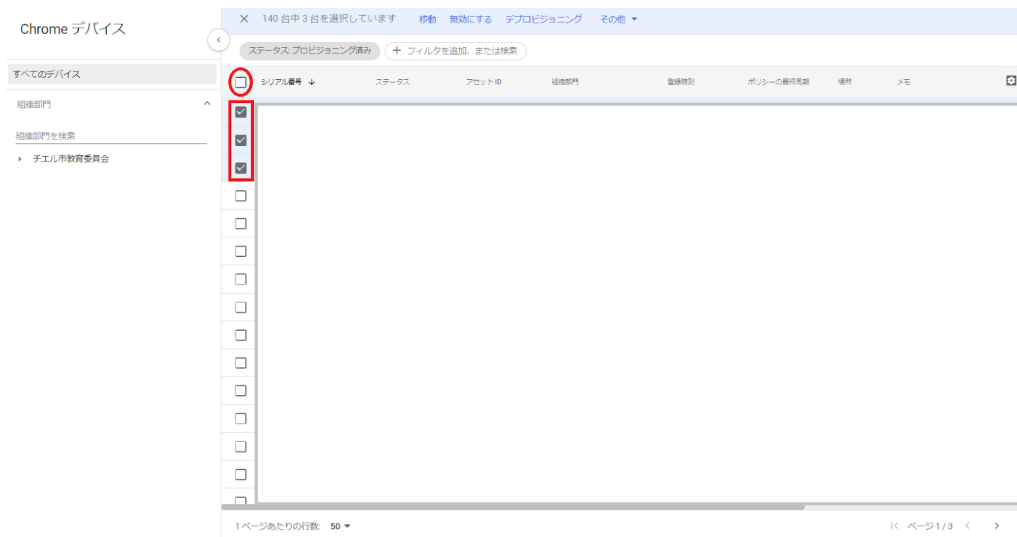 Chrome デバイス
140 台中 3 台を選択しています 移動 無効にする デプロビジョニング その他
ステータス: プロビジョニング済み + フィルタを追加、または検索
すべてのデバイス
シリアル番号 ステータス アセット ID 組織部門 登録時刻 ポリシーの最終同期 場所 メモ
組織部門
組織部門を検索
チエル市教育委員会
1 ページあたりの行数: 50 ページ 1 / 3